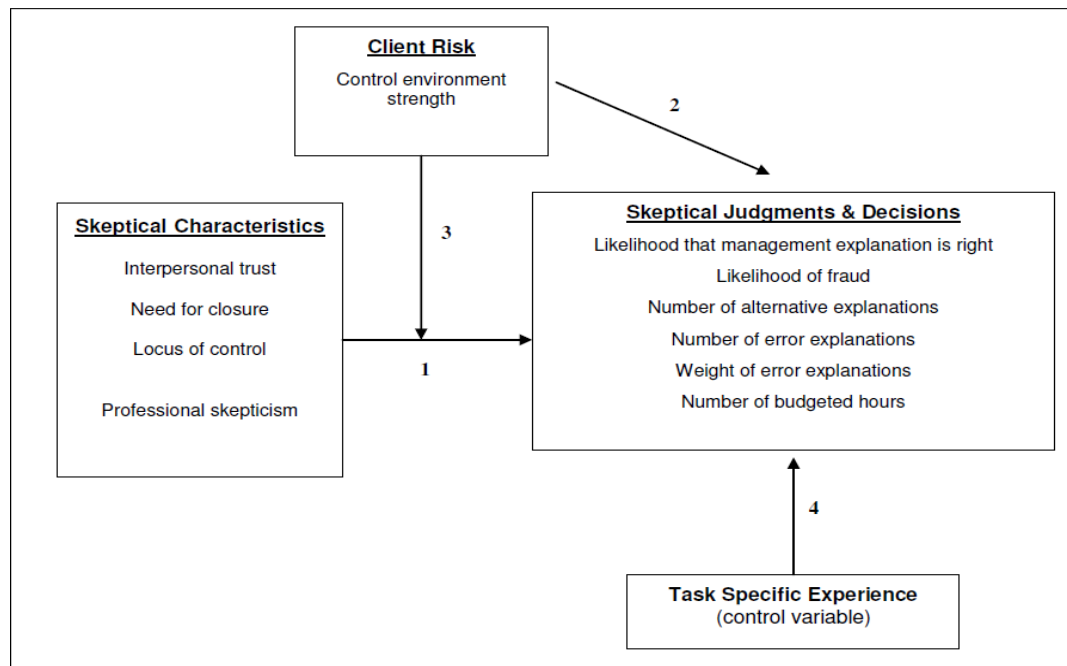 Client Risk
Control environment
strength
2
Skeptical Characteristics
Interpersonal trust
Need for closure
Locus of control
Professional skepticism
3
1
Skeptical Judgments & Decisions
Likelihood that management explanation is right
Likelihood of fraud
Number of alternative explanations
Number of error explanations
Weight of error explanations
Number of budgeted hours
4
Task Specific Experience
(control variable)